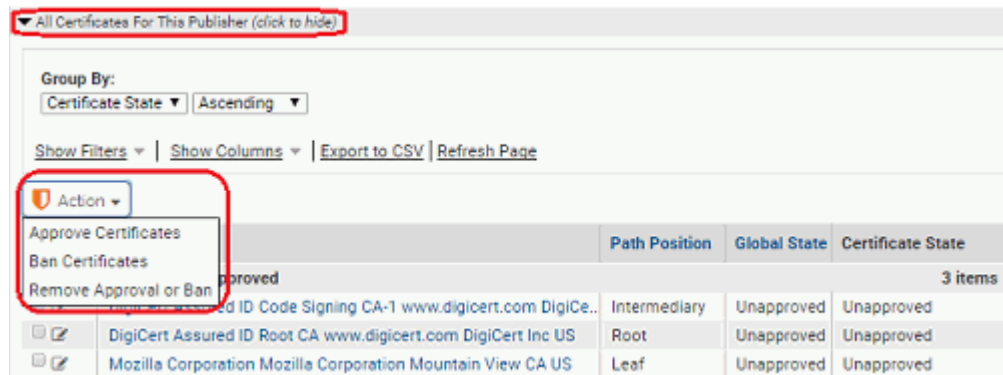 All Certificates For This Publisher (click to hide)
Group By:
Certificate State Ascending
Show Filters | Show Columns | Export to CSV | Refresh Page
Action
Approve Certificates
Ban Certificates
Remove Approval or Ban
Path Position Global State Certificate State
3 items
ID Code Signing CA-1 www.digicert.com DigiCe.. Intermediary Unapproved Unapproved
DigiCert Assured ID Root CA www.digicert.com DigiCert Inc US Root Unapproved Unapproved
Mozilla Corporation Mozilla Corporation Mountain View CA US Leaf Unapproved Unapproved